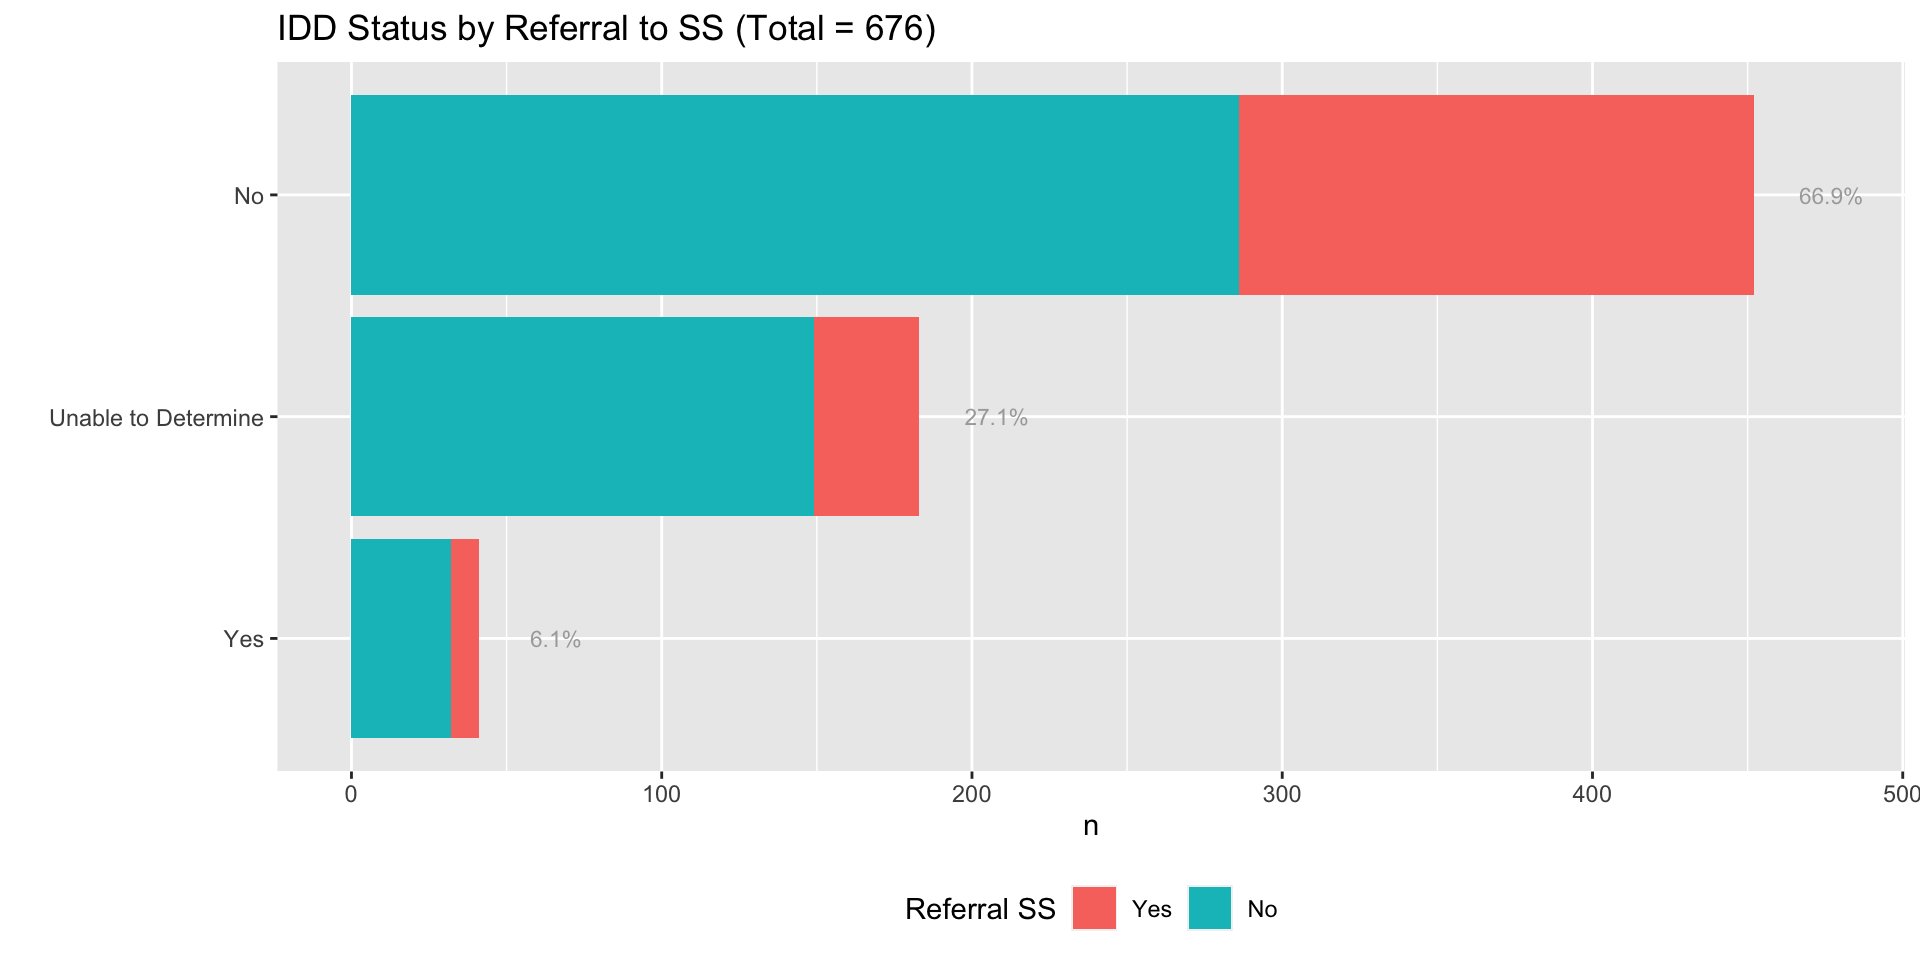 IDD Status by Referral to SS (Total = 676)
No
66.9%
Unable to Determine
27.1%
Yes
6.1%
0 100 200 300 400 500
n
Referral SS Yes No